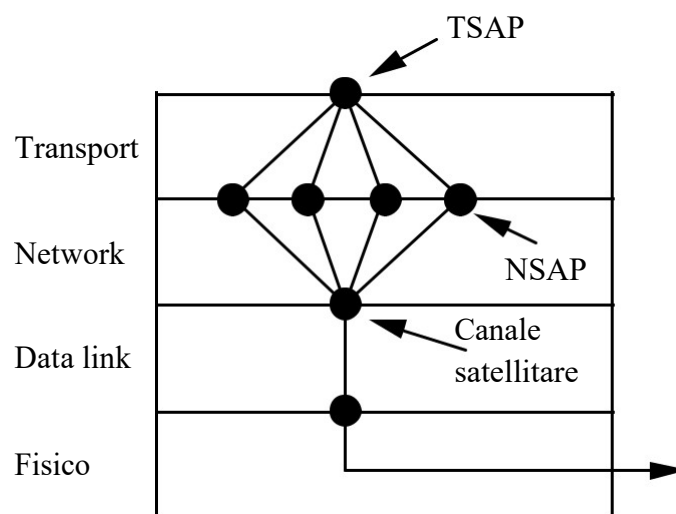 TSAP
Transport
Network
NSAP
Canale
satellitare
Data link
Fisico